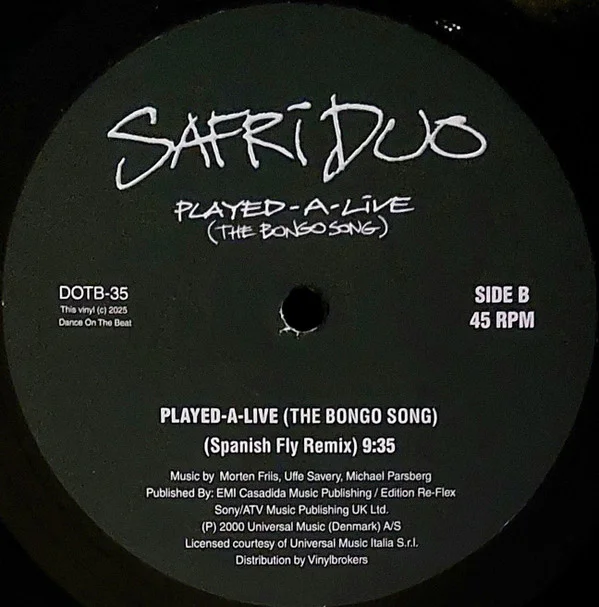 SAFRI DUO
PLAYED-A-LIVE
(THE BONGO SONG)
DOTB-35
This vinyl (c) 2025
Dance On The Beat
SIDE B
45 RPM
PLAYED-A-LIVE (THE BONGO SONG)
(Spanish Fly Remix) 9:35
Music by Morten Friis, Uffe Savery, Michael Parsberg
Published By: EMI Casadida Music Publishing / Edition Re-Flex
Sony/ATV Music Publishing UK Ltd.
(P) 2000 Universal Music (Denmark) A/S
Licensed courtesy of Universal Music Italia S.r.l.
Distribution by Vinylbrokers